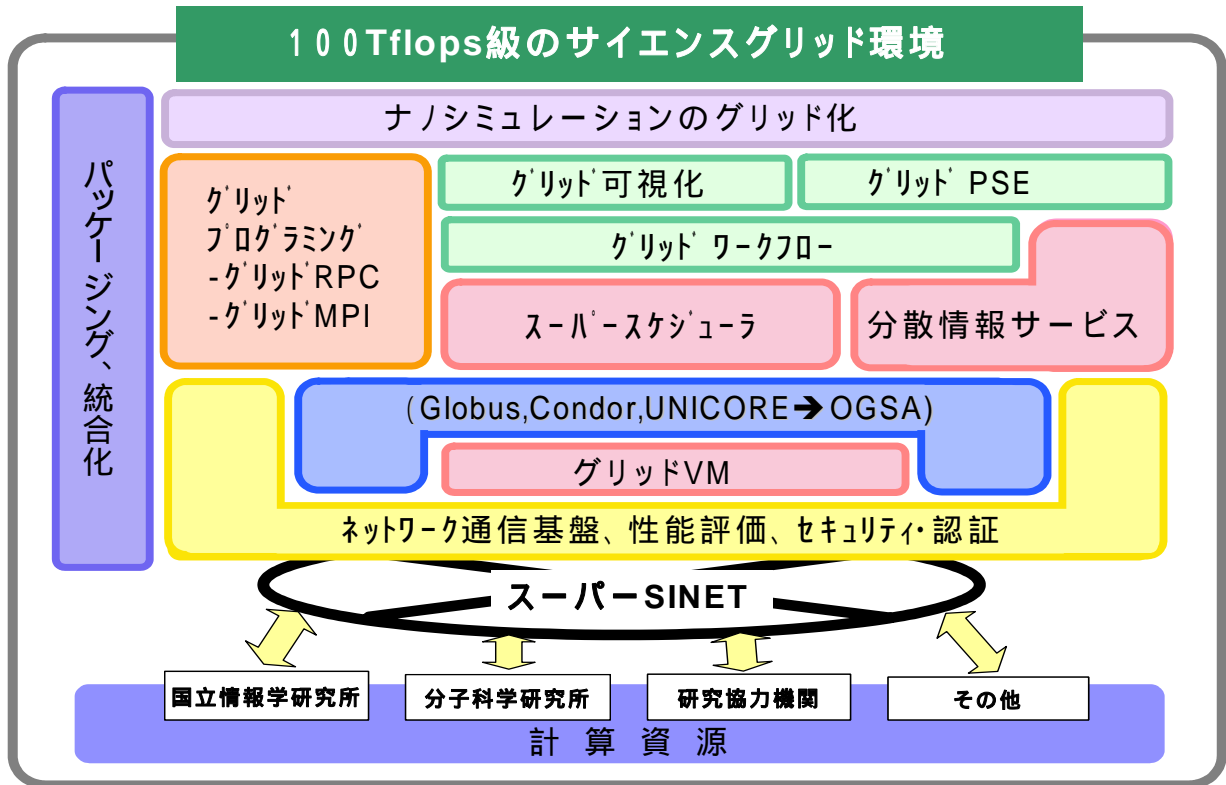 100Tflops級のサイエンスグリッド環境
パッケージング、統合化
ナノシミュレーションのグリッド化
グリッド
プログラミング
-グリッドRPC
-グリッドMPI
グリッド可視化
グリッド PSE
グリッド ワークフロー
スーパースケジューラ
分散情報サービス
(Globus,Condor,UNICORE➔OGSA)
グリッドVM
ネットワーク通信基盤、性能評価、セキュリティ・認証
スーパーSINET
国立情報学研究所
分子科学研究所
研究協力機関
その他
計算資源